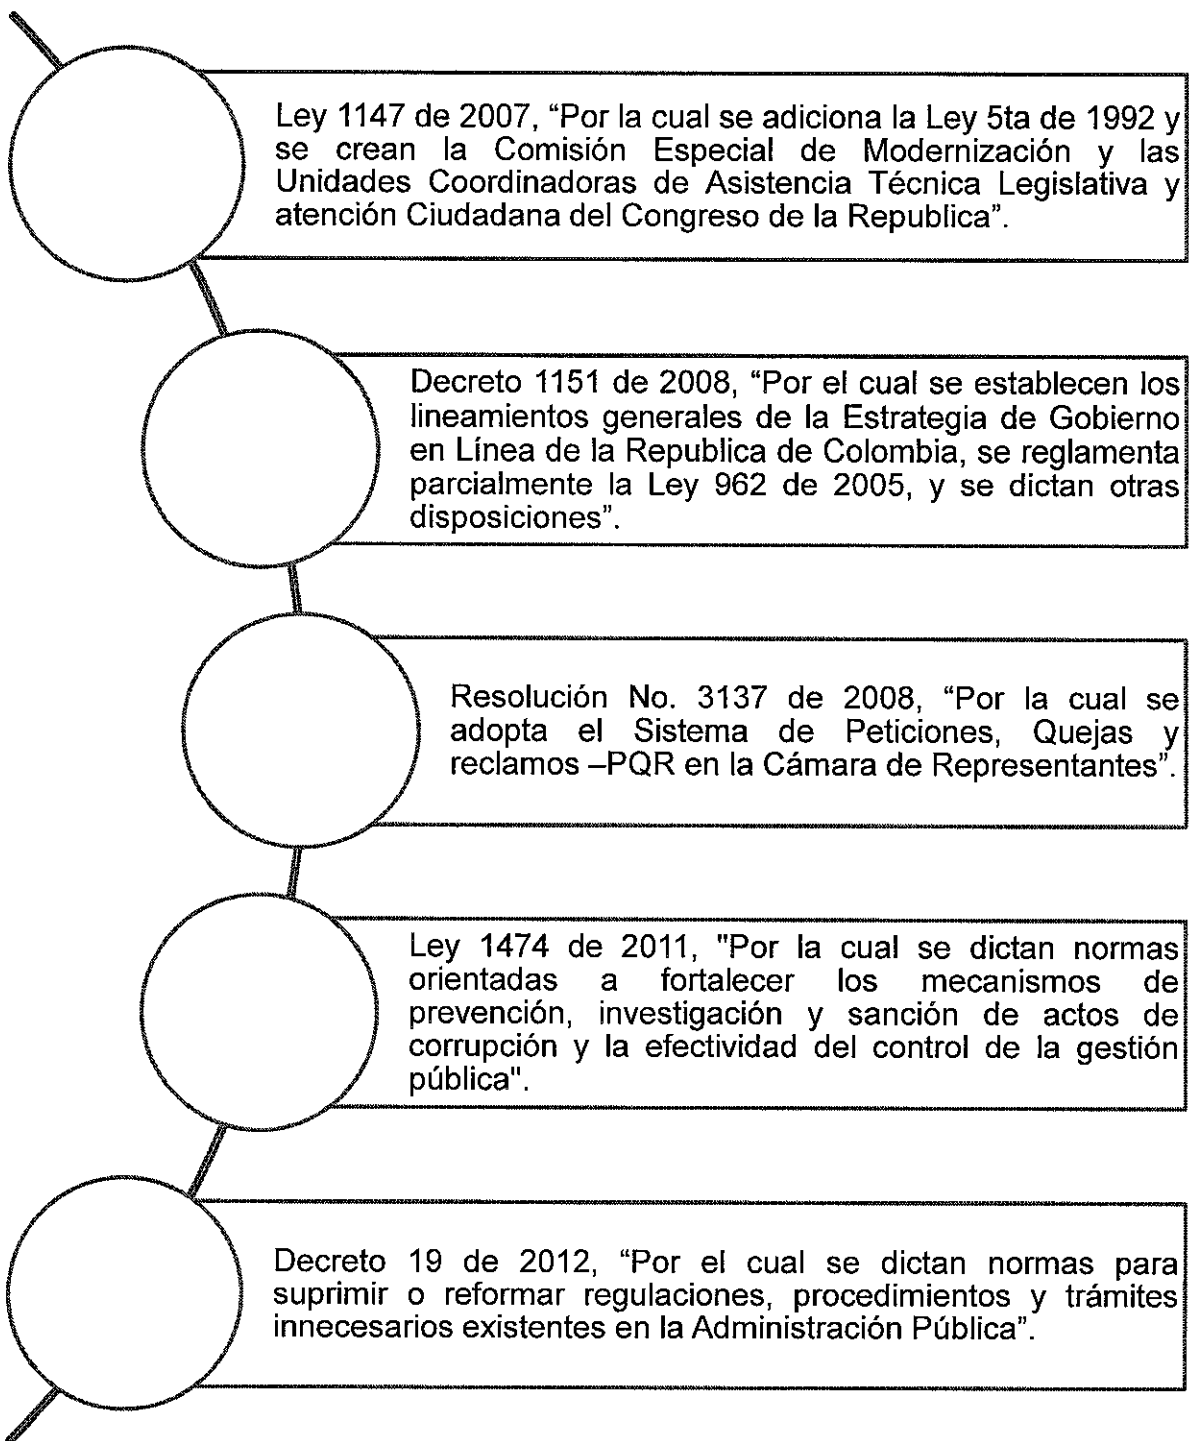 Ley 1147 de 2007, “Por la cual se adiciona la Ley 5ta de 1992 y
se crean la Comisión Especial de Modernización y las
Unidades Coordinadoras de Asistencia Técnica Legislativa y
atención Ciudadana del Congreso de la Republica”.
Decreto 1151 de 2008, “Por el cual se establecen los
lineamientos generales de la Estrategia de Gobierno
en Línea de la Republica de Colombia, se reglamenta
parcialmente la Ley 962 de 2005, y se dictan otras
disposiciones”.
Resolución No. 3137 de 2008, “Por la cual se
adopta el Sistema de Peticiones, Quejas y
reclamos –PQR en la Cámara de Representantes”.
Ley 1474 de 2011, "Por la cual se dictan normas
orientadas a fortalecer los mecanismos de
prevención, investigación y sanción de actos de
corrupción y la efectividad del control de la gestión
pública".
Decreto 19 de 2012, “Por el cual se dictan normas para
suprimir o reformar regulaciones, procedimientos y trámites
innecesarios existentes en la Administración Pública”.